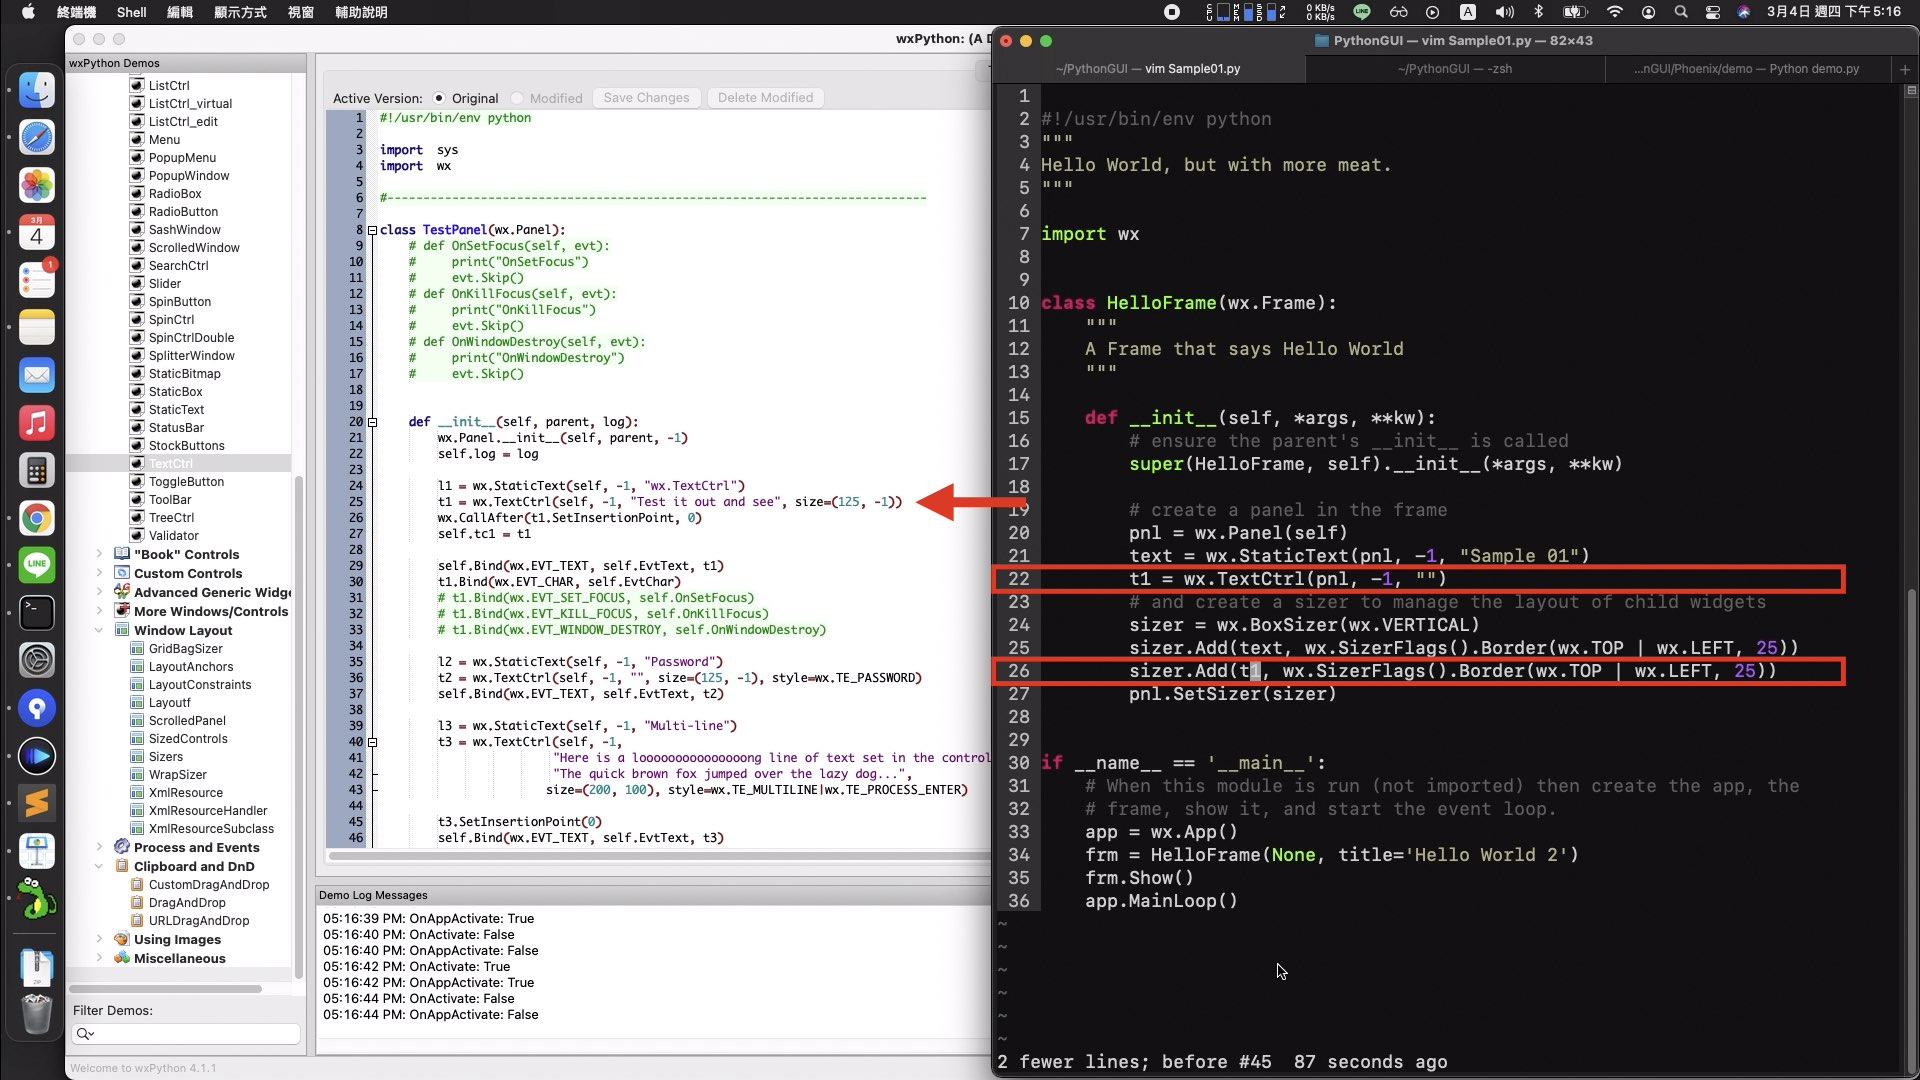 終端機 Shell 編輯 顯示方式 視窗 輔助說明
0 KB/s
0 KB/s
LINE
A
3月4日 週四 下午5:16
wxPython: (A D
wxPython Demos
ListCtrl
ListCtrl_virtual
ListCtrl_edit
Menu
PopupMenu
PopupWindow
RadioBox
RadioButton
SashWindow
ScrolledWindow
SearchCtrl
Slider
SpinButton
SpinCtrl
SpinCtrlDouble
SplitterWindow
StaticBitmap
StaticBox
StaticText
StatusBar
StockButtons
TextCtrl
ToggleButton
ToolBar
TreeCtrl
Validator
"Book" Controls
Custom Controls
Advanced Generic Widge
More Windows/Controls
Window Layout
GridBagSizer
LayoutAnchors
LayoutConstraints
Layoutf
ScrolledPanel
SizedControls
Sizers
WrapSizer
XmlResource
XmlResourceHandler
XmlResourceSubclass
Process and Events
Clipboard and DnD
CustomDragAndDrop
DragAndDrop
URLDragAndDrop
Using Images
Miscellaneous
Filter Demos:
Welcome to wxPython 4.1.1
3月
4
1
LINE
ZIP
Active Version: Original Modified Save Changes Delete Modified
1 #!/usr/bin/env python
2
3 import sys
4 import wx
5
6 #---------------------------------------------------------------------------
7
8 class TestPanel(wx.Panel):
9 # def OnSetFocus(self, evt):
10 # print("OnSetFocus")
11 # evt.Skip()
12 # def OnKillFocus(self, evt):
13 # print("OnKillFocus")
14 # evt.Skip()
15 # def OnWindowDestroy(self, evt):
16 # print("OnWindowDestroy")
17 # evt.Skip()
18
19
20 def __init__(self, parent, log):
21 wx.Panel.__init__(self, parent, -1)
22 self.log = log
23
24 l1 = wx.StaticText(self, -1, "wx.TextCtrl")
25 t1 = wx.TextCtrl(self, -1, "Test it out and see", size=(125, -1))
26 wx.CallAfter(t1.SetInsertionPoint, 0)
27 self.tc1 = t1
28
29 self.Bind(wx.EVT_TEXT, self.EvtText, t1)
30 t1.Bind(wx.EVT_CHAR, self.EvtChar)
31 # t1.Bind(wx.EVT_SET_FOCUS, self.OnSetFocus)
32 # t1.Bind(wx.EVT_KILL_FOCUS, self.OnKillFocus)
33 # t1.Bind(wx.EVT_WINDOW_DESTROY, self.OnWindowDestroy)
34
35 l2 = wx.StaticText(self, -1, "Password")
36 t2 = wx.TextCtrl(self, -1, "", size=(125, -1), style=wx.TE_PASSWORD)
37 self.Bind(wx.EVT_TEXT, self.EvtText, t2)
38
39 l3 = wx.StaticText(self, -1, "Multi-line")
40 t3 = wx.TextCtrl(self, -1,
41 "Here is a looooooooooooooong line of text set in the control
42 "The quick brown fox jumped over the lazy dog...",
43 size=(200, 100), style=wx.TE_MULTILINE|wx.TE_PROCESS_ENTER)
44
45 t3.SetInsertionPoint(0)
46 self.Bind(wx.EVT_TEXT, self.EvtText, t3)
Demo Log Messages
05:16:39 PM: OnAppActivate: True
05:16:40 PM: OnActivate: False
05:16:40 PM: OnAppActivate: False
05:16:42 PM: OnActivate: True
05:16:42 PM: OnAppActivate: True
05:16:44 PM: OnActivate: False
05:16:44 PM: OnAppActivate: False
PythonGUI — vim Sample01.py — 82×43
~/PythonGUI — vim Sample01.py
~/PythonGUI — -zsh
...nGUI/Phoenix/demo — Python demo.py
+
1
2 #!/usr/bin/env python
3 """
4 Hello World, but with more meat.
5 """
6
7 import wx
8
9
10 class HelloFrame(wx.Frame):
11 """
12 A Frame that says Hello World
13 """
14
15 def __init__(self, *args, **kw):
16 # ensure the parent's __init__ is called
17 super(HelloFrame, self).__init__(*args, **kw)
18
19 # create a panel in the frame
20 pnl = wx.Panel(self)
21 text = wx.StaticText(pnl, -1, "Sample 01")
22 t1 = wx.TextCtrl(pnl, -1, "")
23 # and create a sizer to manage the layout of child widgets
24 sizer = wx.BoxSizer(wx.VERTICAL)
25 sizer.Add(text, wx.SizerFlags().Border(wx.TOP | wx.LEFT, 25))
26 sizer.Add(t1, wx.SizerFlags().Border(wx.TOP | wx.LEFT, 25))
27 pnl.SetSizer(sizer)
28
29
30 if __name__ == '__main__':
31 # When this module is run (not imported) then create the app, the
32 # frame, show it, and start the event loop.
33 app = wx.App()
34 frm = HelloFrame(None, title='Hello World 2')
35 frm.Show()
36 app.MainLoop()
~
~
~
~
~
~
2 fewer lines; before #45 87 seconds ago